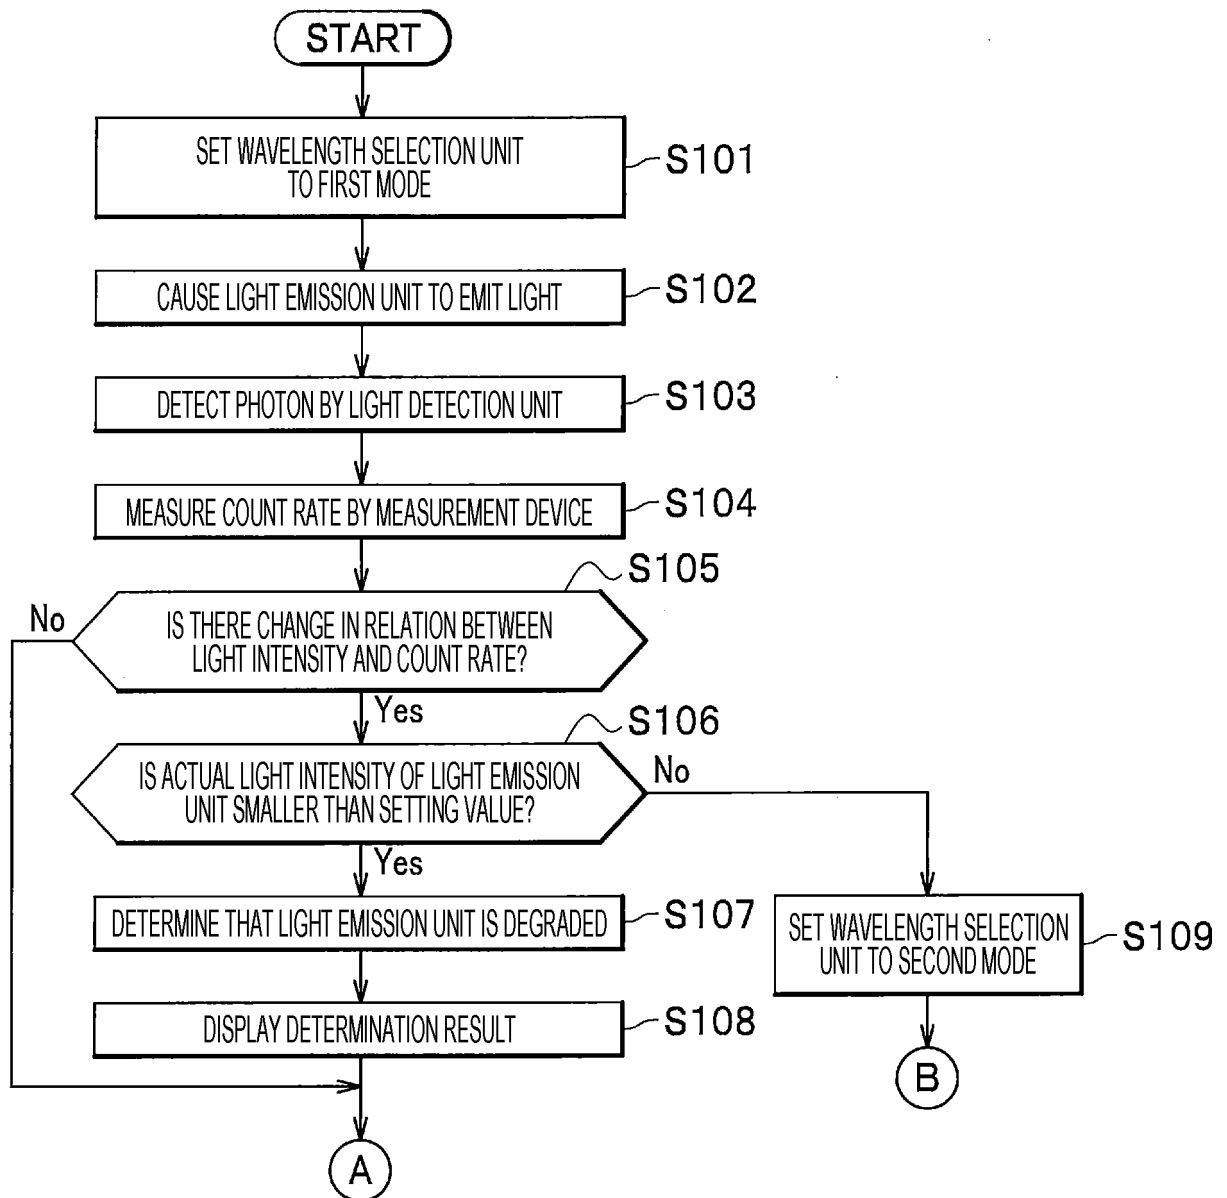 START
SET WAVELENGTH SELECTION UNIT
TO FIRST MODE
S101
CAUSE LIGHT EMISSION UNIT TO EMIT LIGHT
S102
DETECT PHOTON BY LIGHT DETECTION UNIT
S103
MEASURE COUNT RATE BY MEASUREMENT DEVICE
S104
S105
No
IS THERE CHANGE IN RELATION BETWEEN
LIGHT INTENSITY AND COUNT RATE?
Yes
S106
IS ACTUAL LIGHT INTENSITY OF LIGHT EMISSION
UNIT SMALLER THAN SETTING VALUE?
No
Yes
DETERMINE THAT LIGHT EMISSION UNIT IS DEGRADED
S107
SET WAVELENGTH SELECTION
UNIT TO SECOND MODE
S109
DISPLAY DETERMINATION RESULT
S108
B
A